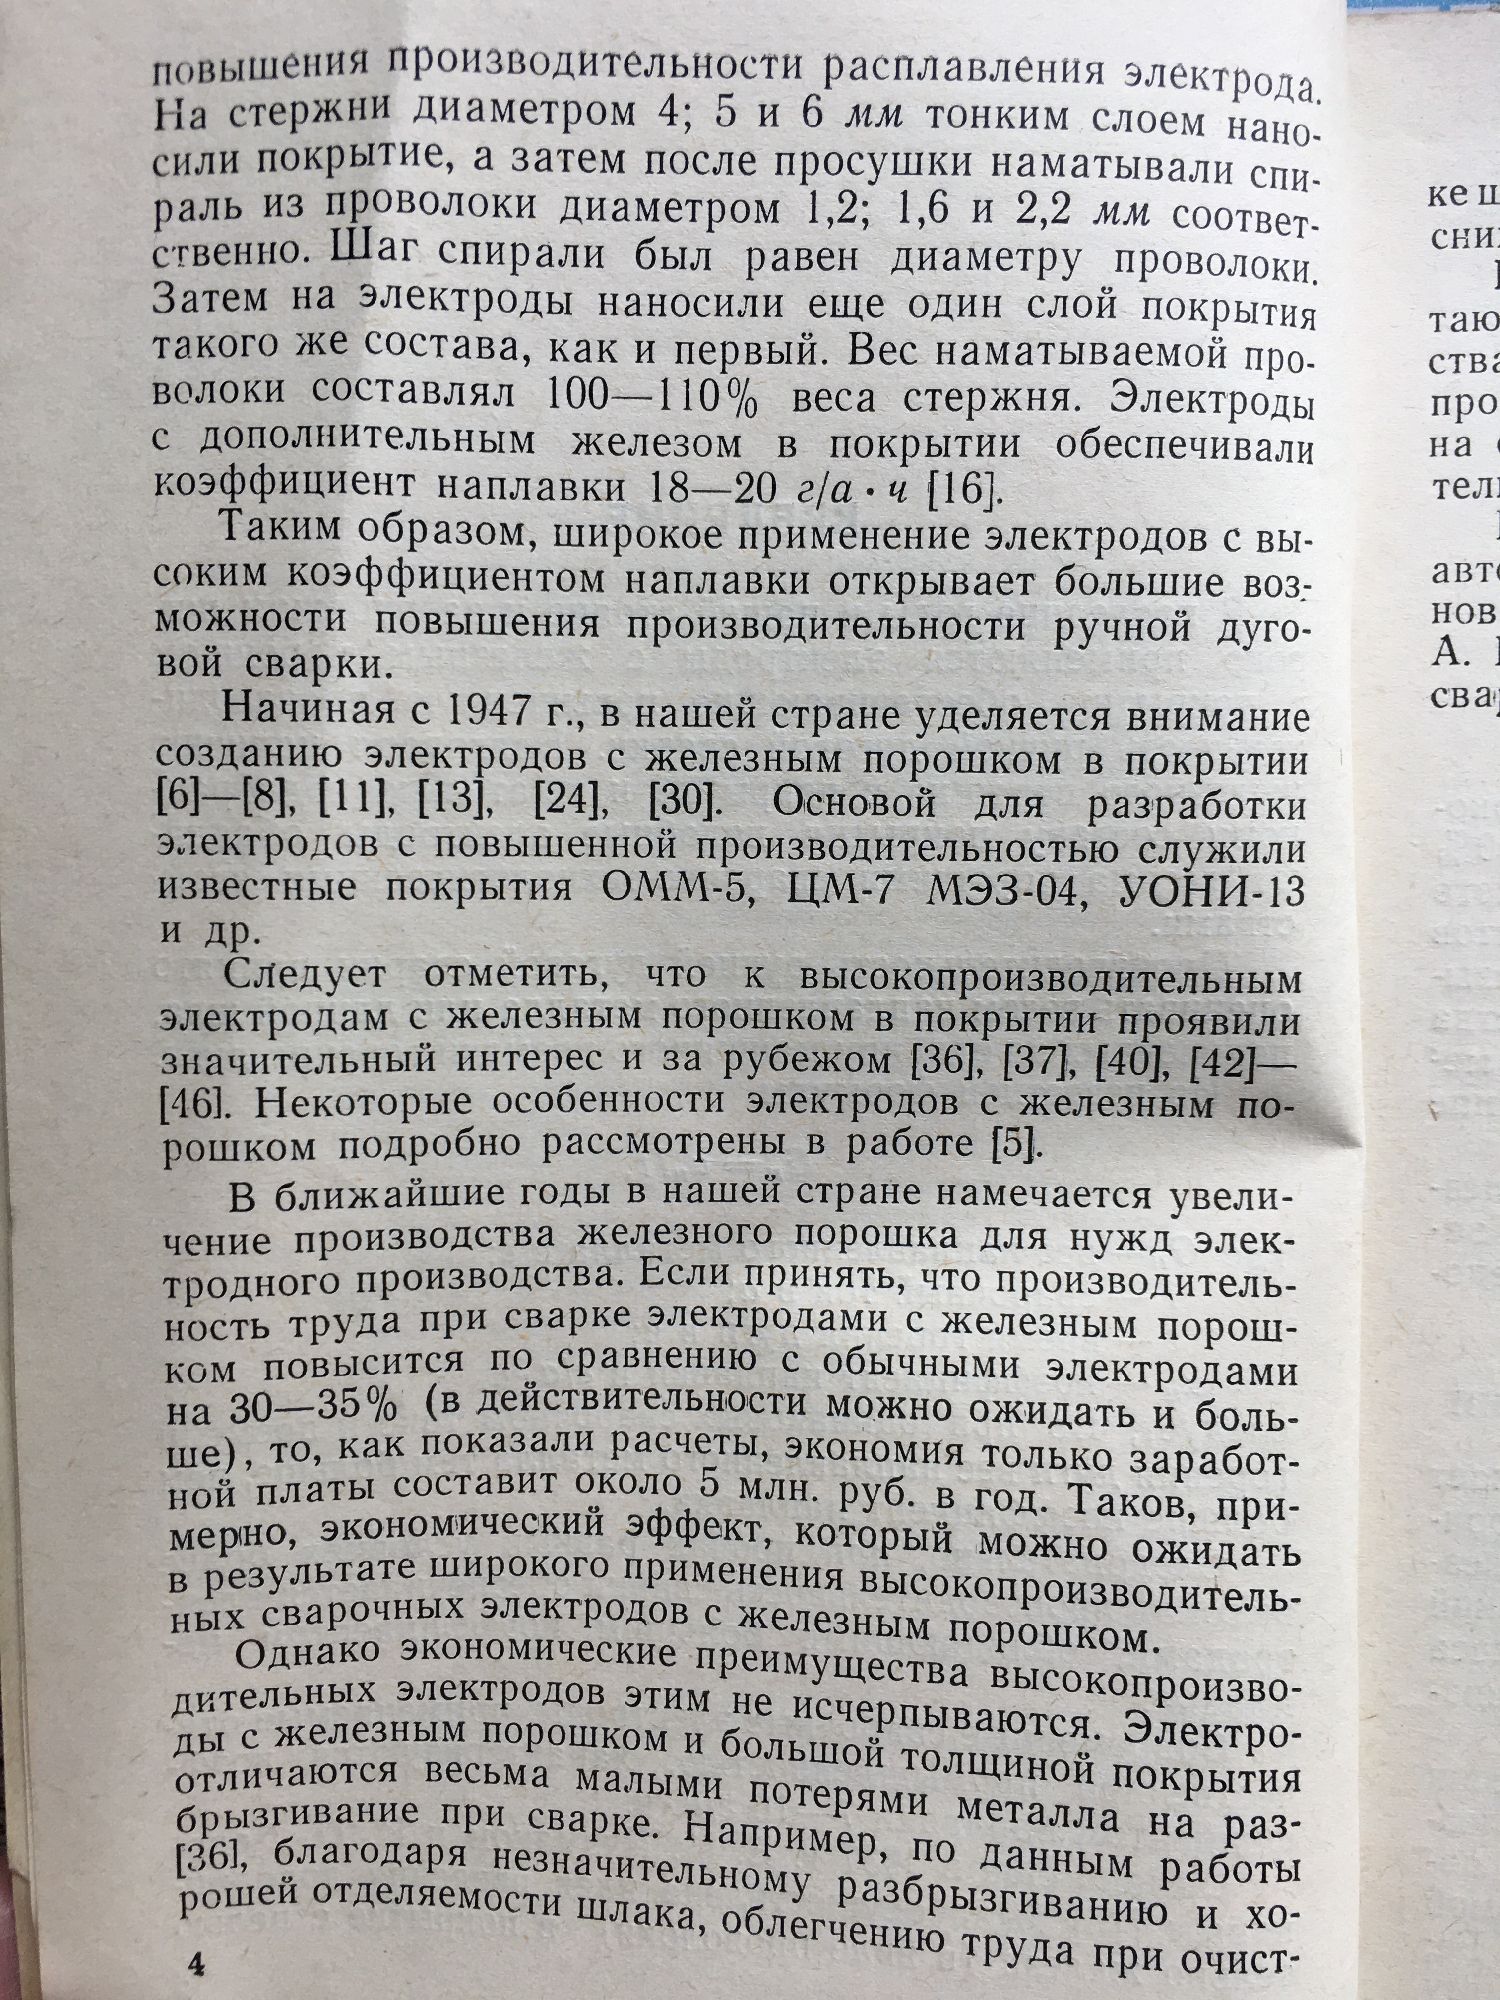 повышения производительности расплавления электрода.
На стержни диаметром 4; 5 и 6 мм тонким слоем нано-
сили покрытие, а затем после просушки наматывали спи-
раль из проволоки диаметром 1,2; 1,6 и 2,2 мм соответ-
ственно. Шаг спирали был равен диаметру проволоки.
Затем на электроды наносили еще один слой покрытия
такого же состава, как и первый. Вес наматываемой про-
волоки составлял 100—110% веса стержня. Электроды
с дополнительным железом в покрытии обеспечивали
коэффициент наплавки 18—20 г/а·ч [16].
Таким образом, широкое применение электродов с вы-
соким коэффициентом наплавки открывает большие воз-
можности повышения производительности ручной дуго-
вой сварки.
Начиная с 1947 г., в нашей стране уделяется внимание
созданию электродов с железным порошком в покрытии
[6]—[8], [11], [13], [24], [30]. Основой для разработки
электродов с повышенной производительностью служили
известные покрытия ОММ-5, ЦМ-7 МЭЗ-04, УОНИ-13
и др.
Следует отметить, что к высокопроизводительным
электродам с железным порошком в покрытии проявили
значительный интерес и за рубежом [36], [37], [40], [42]—
[46]. Некоторые особенности электродов с железным по-
рошком подробно рассмотрены в работе [5].
В ближайшие годы в нашей стране намечается увели-
чение производства железного порошка для нужд элек-
тродного производства. Если принять, что производитель-
ность труда при сварке электродами с железным порош-
ком повысится по сравнению с обычными электродами
на 30—35% (в действительности можно ожидать и боль-
ше), то, как показали расчеты, экономия только заработ-
ной платы составит около 5 млн. руб. в год. Таков, при-
мерно, экономический эффект, который можно ожидать
в результате широкого применения высокопроизводитель-
ных сварочных электродов с железным порошком.
Однако экономические преимущества высокопроизво-
дительных электродов этим не исчерпываются. Электро-
ды с железным порошком и большой толщиной покрытия
отличаются весьма малыми потерями металла на раз-
брызгивание при сварке. Например, по данным работы
[36], благодаря незначительному разбрызгиванию и хо-
рошей отделяемости шлака, облегчению труда при очист-
4